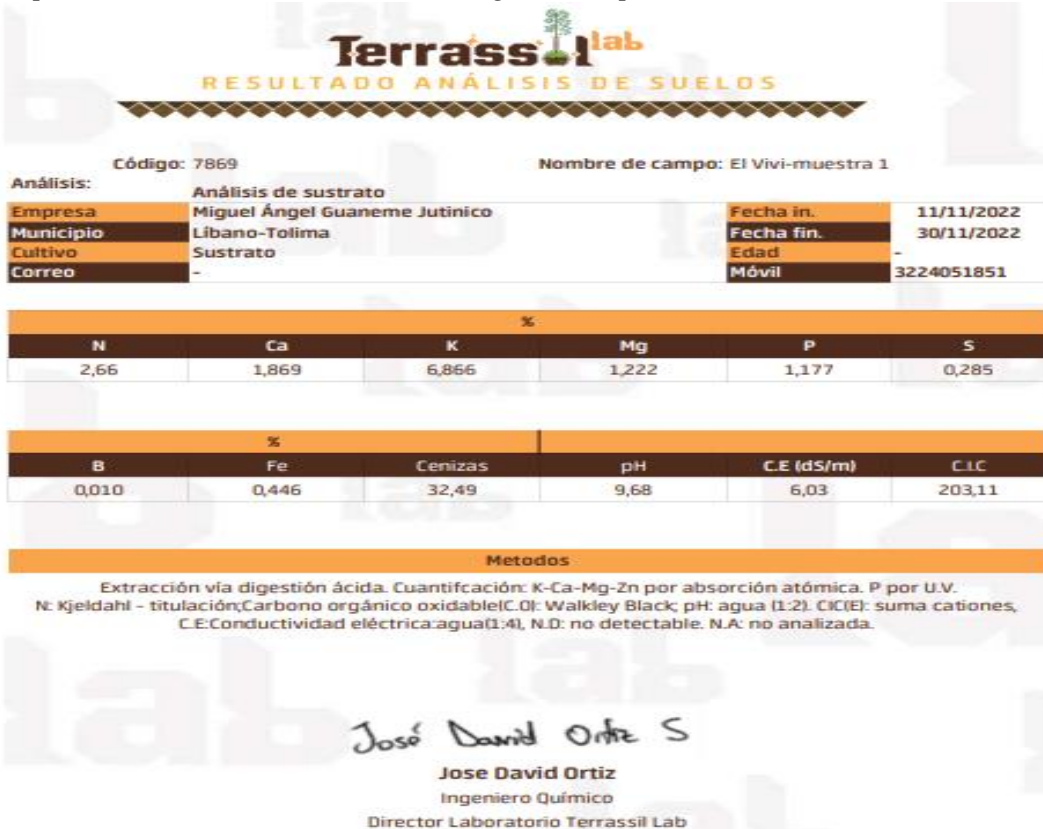 Terrassil lab
RESULTADO ANÁLISIS DE SUELOS
Código: 7869 Nombre de campo: El Vivi-muestra 1
Análisis: Análisis de sustrato
Empresa Miguel Ángel Guaneme Jutinico Fecha in. 11/11/2022
Municipio Líbano-Tolima Fecha fin. 30/11/2022
Cultivo Sustrato Edad -
Correo - Móvil 3224051851
%
N Ca K Mg P S
2,66 1,869 6,866 1,222 1,177 0,285
%
B Fe Cenizas pH C.E (dS/m) C.I.C
0,010 0,446 32,49 9,68 6,03 203,11
Metodos
Extracción vía digestión ácida. Cuantifcación: K-Ca-Mg-Zn por absorción atómica. P por U.V.
N: Kjeldahl - titulación;Carbono orgánico oxidable(C.O): Walkley Black; pH: agua (1:2). CIC(E): suma cationes,
C.E:Conductividad eléctrica:agua(1:4), N.D: no detectable. N.A: no analizada.
José David Ortiz S
Jose David Ortiz
Ingeniero Químico
Director Laboratorio Terrassil Lab